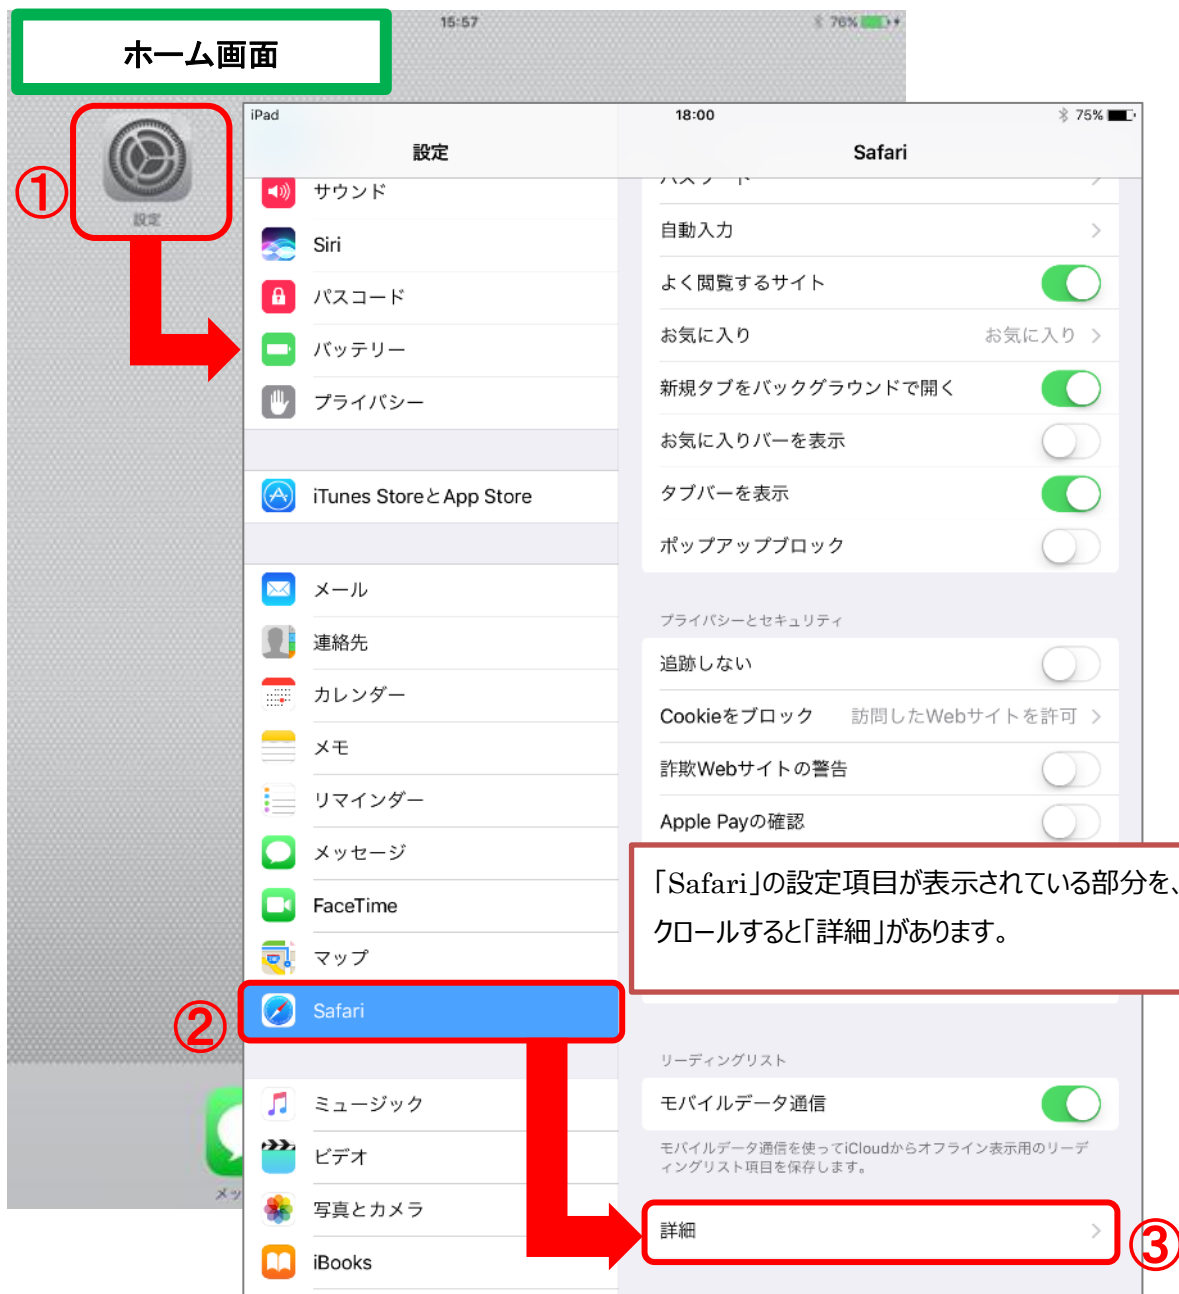 15:57
76%
ホーム画面
iPad
18:00
75%
設定
Safari
①
設定
サウンド
Siri
パスコード
バッテリー
プライバシー
iTunes StoreとApp Store
メール
連絡先
カレンダー
メモ
リマインダー
メッセージ
FaceTime
マップ
②
Safari
ミュージック
ビデオ
写真とカメラ
iBooks
パスワード
自動入力
よく閲覧するサイト
お気に入り お気に入り
新規タブをバックグラウンドで開く
お気に入りバーを表示
タブバーを表示
ポップアップブロック
プライバシーとセキュリティ
追跡しない
Cookieをブロック 訪問したWebサイトを許可
詐欺Webサイトの警告
Apple Payの確認
「Safari」の設定項目が表示されている部分を、
クロールすると「詳細」があります。
リーディングリスト
モバイルデータ通信
モバイルデータ通信を使ってiCloudからオフライン表示用のリーデ
ィングリスト項目を保存します。
詳細
③